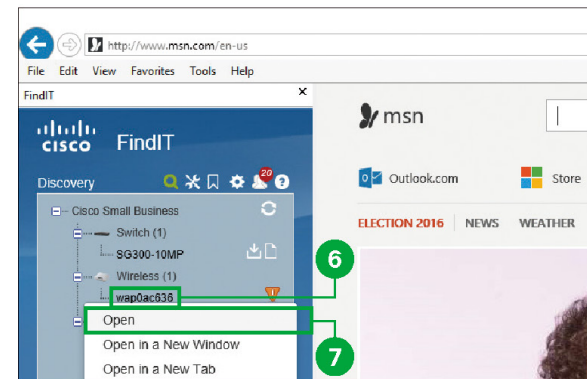 http://www.msn.com/en-us
File Edit View Favorites Tools Help
FindIT
cisco FindIT
Discovery 20 ?
Cisco Small Business
Switch (1)
SG300-10MP
Wireless (1)
wap0ac636
Open
Open in a New Window
Open in a New Tab
msn
Outlook.com Store
ELECTION 2016 NEWS WEATHER
6
7